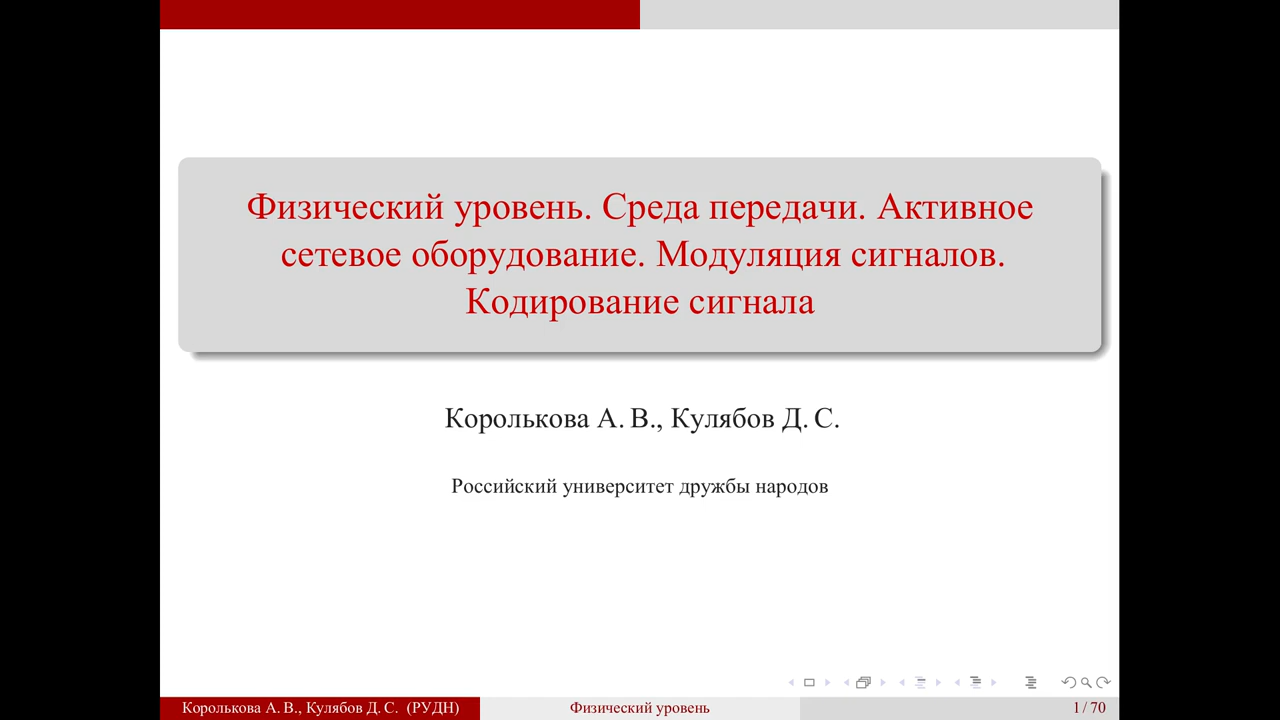 Физический уровень. Среда передачи. Активное
сетевое оборудование. Модуляция сигналов.
Кодирование сигнала
Королькова А. В., Кулябов Д. С.
Российский университет дружбы народов
Королькова А. В., Кулябов Д. С. (РУДН)
Физический уровень
1 / 70